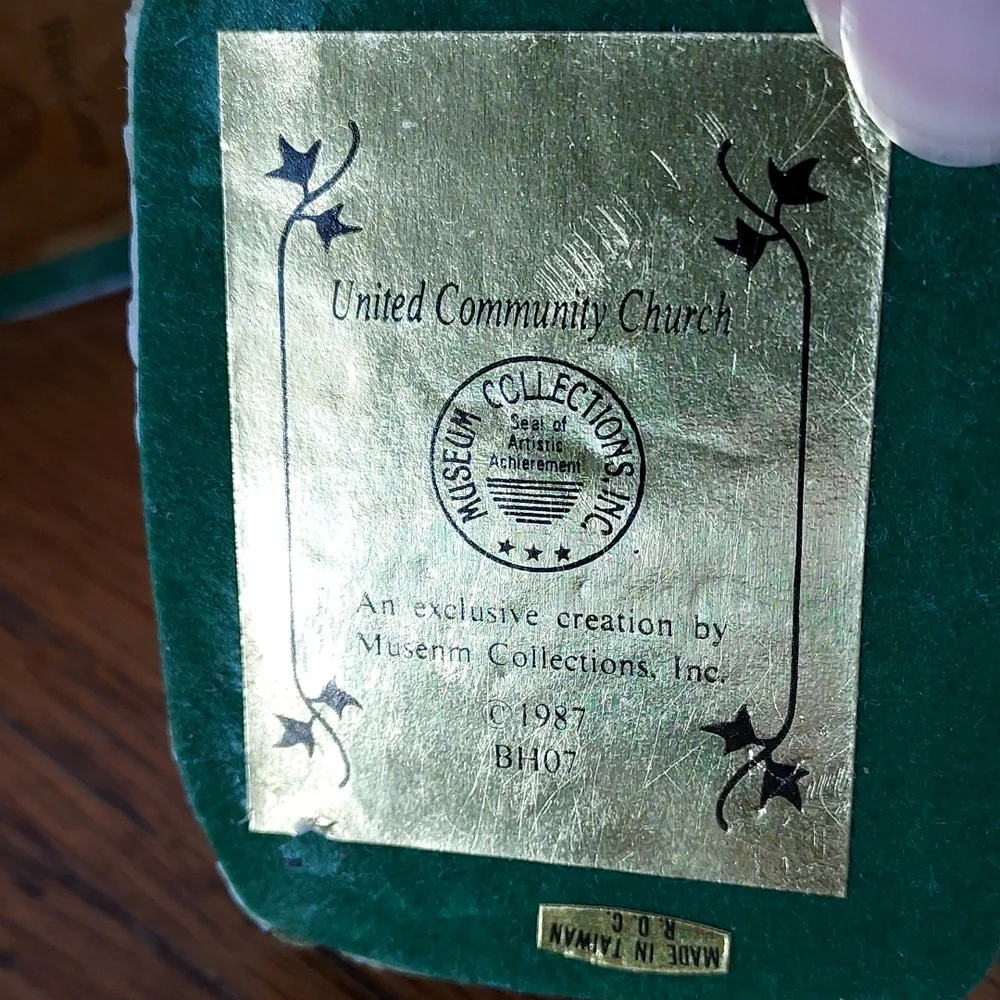 United Community Church
MUSEUM COLLECTIONS, INC.
Seal of
Artistic
Achierement
An exclusive creation by
Musenm Collections, Inc.
©1987
BH07
MADE IN TAIWAN
R.O.C.